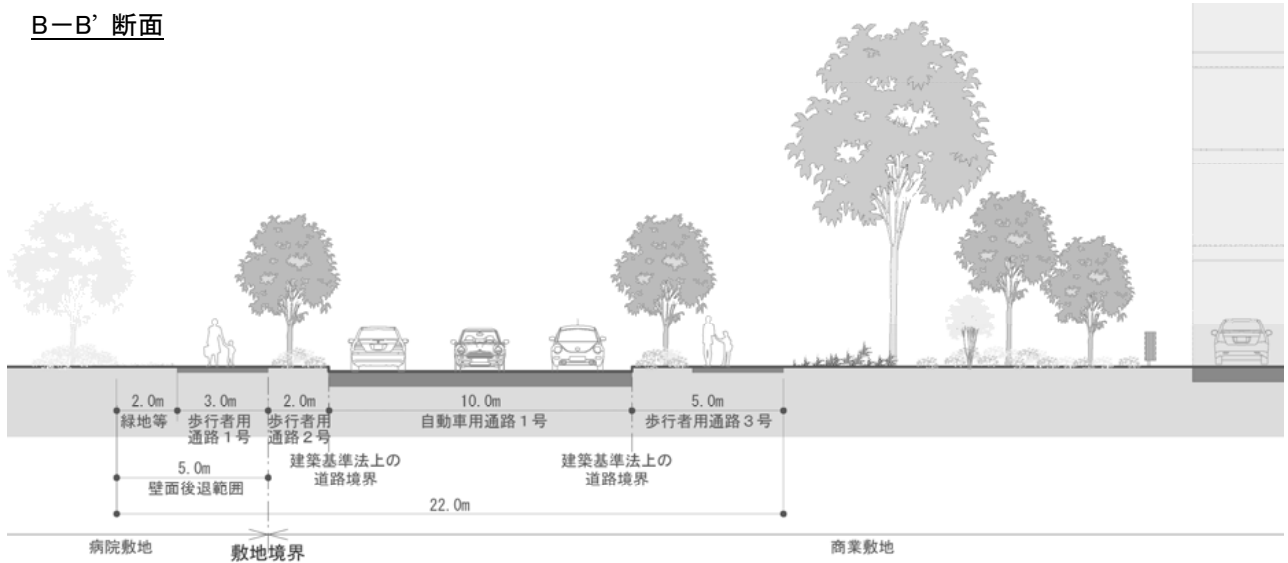 B－B’ 断面
2.0m
緑地等
3.0m
歩行者用
通路1号
2.0m
歩行者用
通路2号
10.0m
自動車用通路1号
5.0m
歩行者用通路3号
建築基準法上の
道路境界
建築基準法上の
道路境界
5.0m
壁面後退範囲
22.0m
病院敷地
敷地境界
商業敷地